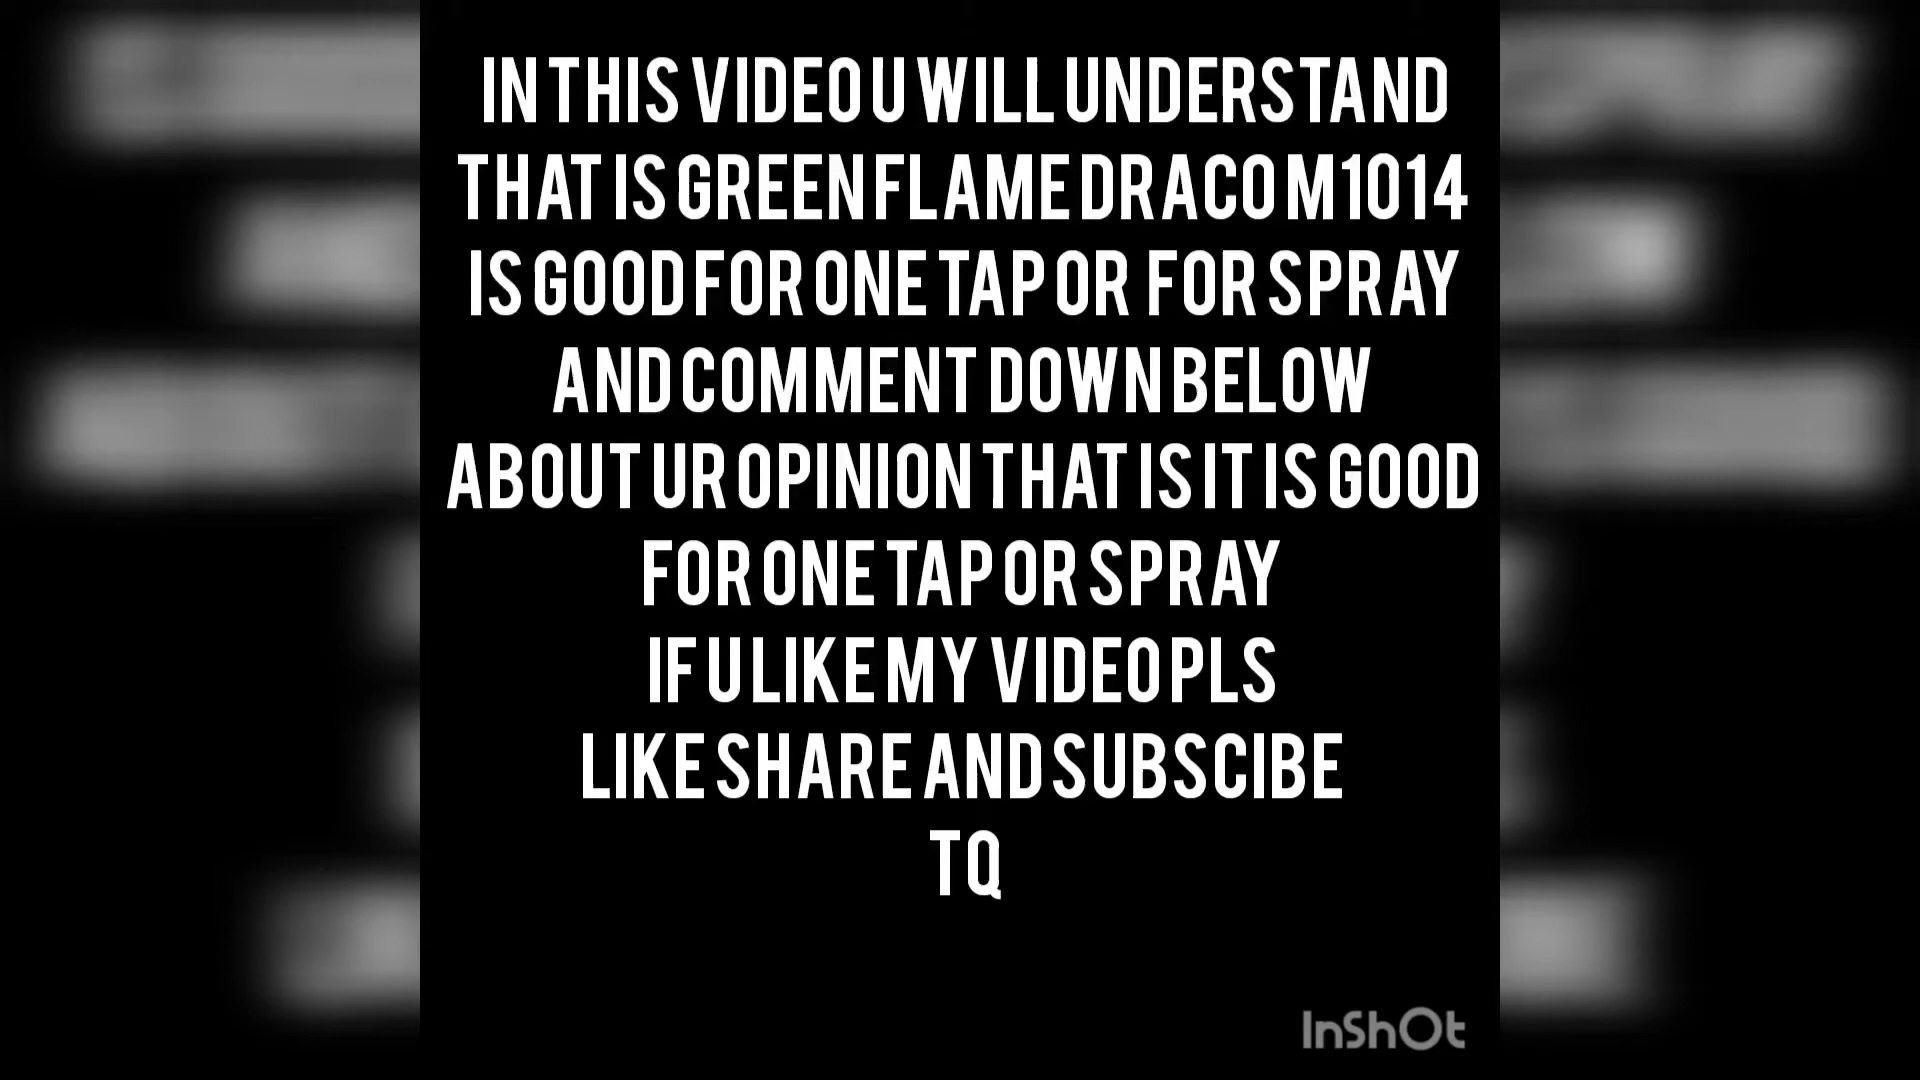 IN THIS VIDEO U WILL UNDERSTAND
THAT IS GREEN FLAME DRACO M1014
IS GOOD FOR ONE TAP OR FOR SPRAY
AND COMMENT DOWN BELOW
ABOUT UR OPINION THAT IS IT IS GOOD
FOR ONE TAP OR SPRAY
IF U LIKE MY VIDEO PLS
LIKE SHARE AND SUBSCIBE
TQ
InShOt